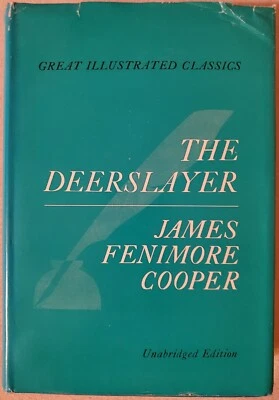 GREAT ILLUSTRATED CLASSICS
THE
DEERSLAYER
JAMES
FENIMORE
COOPER
Unabridged Edition